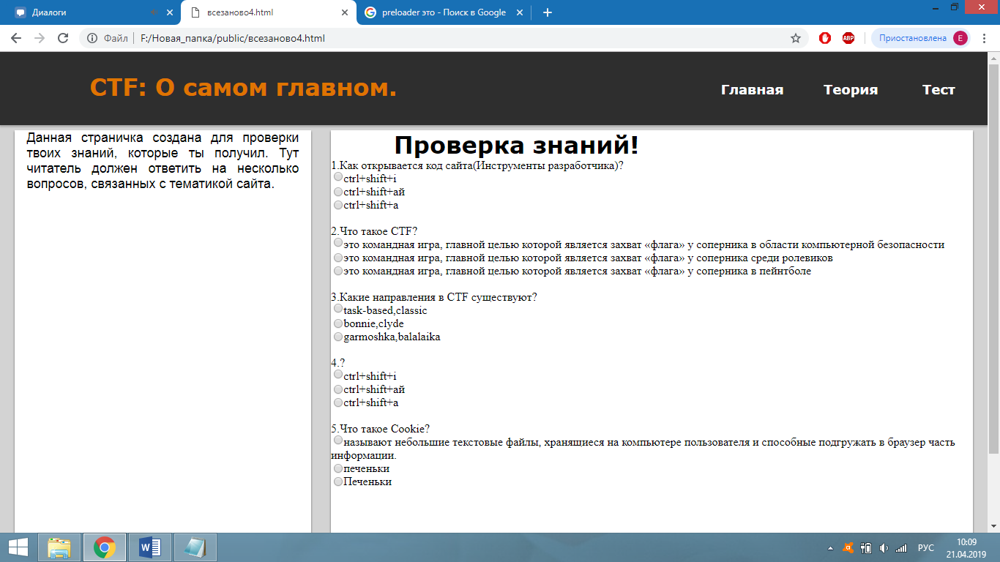 Диалоги
всезаново4.html
preloader это - Поиск в Google
Файл
F:/Новая_папка/public/всезаново4.html
ABP
Приостановлена
E
CTF: О самом главном.
Главная
Теория
Тест
Данная страничка создана для проверки
твоих знаний, которые ты получил. Тут
читатель должен ответить на несколько
вопросов, связанных с тематикой сайта.
Проверка знаний!
1.Как открывается код сайта(Инструменты разработчика)?
ctrl+shift+i
ctrl+shift+ай
ctrl+shift+a
2.Что такое CTF?
это командная игра, главной целью которой является захват «флага» у соперника в области компьютерной безопасности
это командная игра, главной целью которой является захват «флага» у соперника среди ролевиков
это командная игра, главной целью которой является захват «флага» у соперника в пейнтболе
3.Какие направления в CTF существуют?
task-based,classic
bonnie,clyde
garmoshka,balalaika
4.?
ctrl+shift+i
ctrl+shift+ай
ctrl+shift+a
5.Что такое Cookie?
называют небольшие текстовые файлы, хранящиеся на компьютере пользователя и способные подгружать в браузер часть
информации.
печеньки
Печеньки
РУС
10:09
21.04.2019